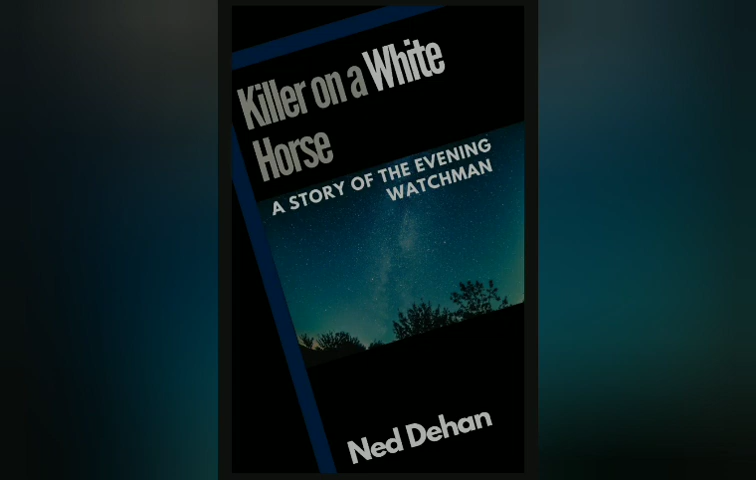 Killer on a White
Horse
A STORY OF THE EVENING
WATCHMAN
Ned Dehan